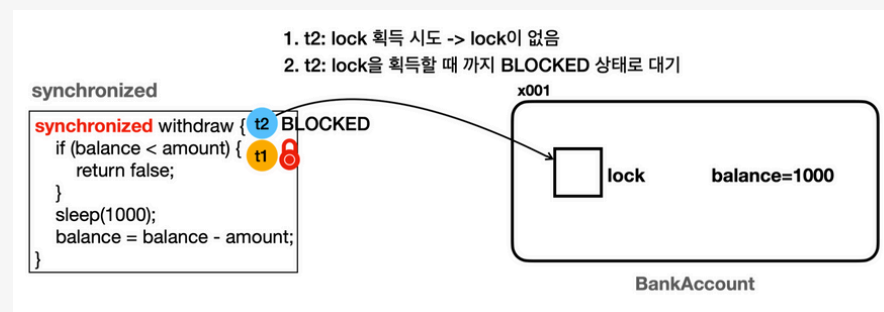 1. t2: lock 획득 시도 -> lock이 없음
2. t2: lock을 획득할 때 까지 BLOCKED 상태로 대기
synchronized
x001
synchronized withdraw { t2 BLOCKED
if (balance < amount) { t1
return false;
}
sleep(1000);
balance = balance - amount;
}
lock
balance=1000
BankAccount